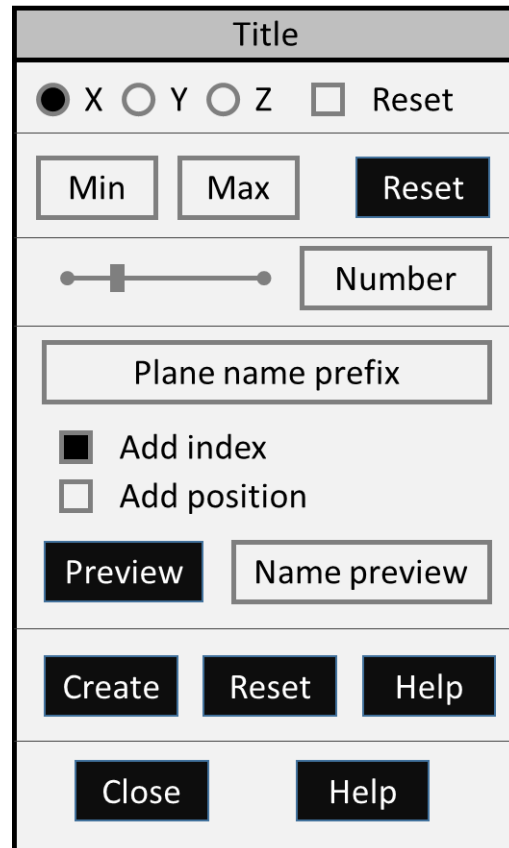 Title
X Y Z Reset
Min Max Reset
Number
Plane name prefix
Add index
Add position
Preview Name preview
Create Reset Help
Close Help